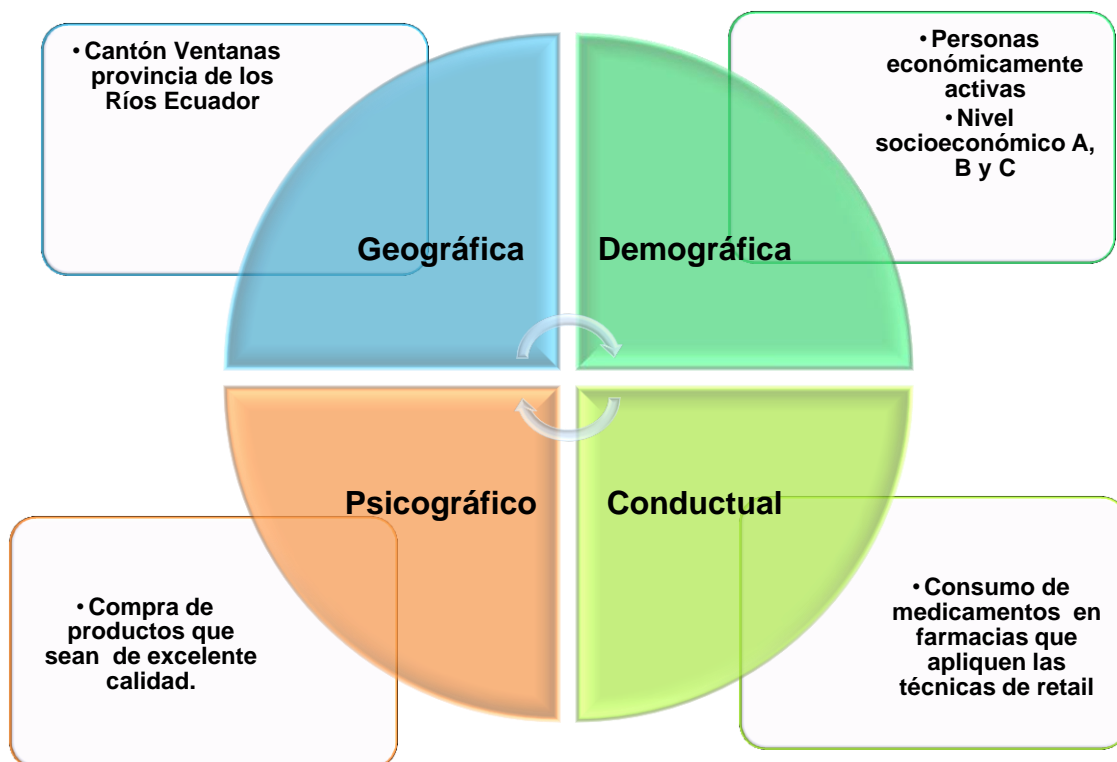 • Cantón Ventanas
provincia de los
Ríos Ecuador
• Personas
económicamente
activas
• Nivel
socioeconómico A,
B y C
Geográfica
Demográfica
Psicográfico
Conductual
• Compra de
productos que
sean de excelente
calidad.
• Consumo de
medicamentos en
farmacias que
apliquen las
técnicas de retail